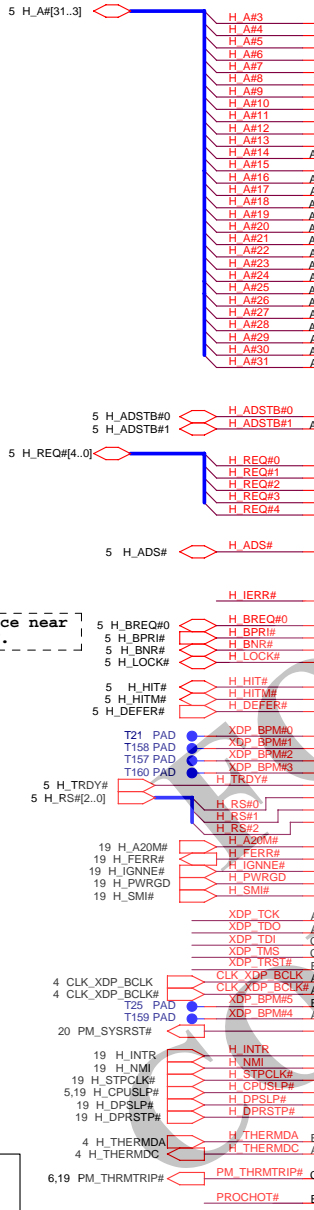 5 H_A#[31..3]
H_A#3
H_A#4
H_A#5
H_A#6
H_A#7
H_A#8
H_A#9
H_A#10
H_A#11
H_A#12
H_A#13
H_A#14 A
H_A#15
H_A#16 A
H_A#17 A
H_A#18 A
H_A#19 A
H_A#20 A
H_A#21 A
H_A#22 A
H_A#23 A
H_A#24 A
H_A#25 A
H_A#26 A
H_A#27 A
H_A#28 A
H_A#29 A
H_A#30 A
H_A#31 A
5 H_ADSTB#0 H_ADSTB#0
5 H_ADSTB#1 H_ADSTB#1 A
5 H_REQ#[4..0]
H_REQ#0
H_REQ#1
H_REQ#2
H_REQ#3
H_REQ#4
5 H_ADS# H_ADS#
H_IERR#
ce near
.
5 H_BREQ#0 H_BREQ#0
5 H_BPRI# H_BPRI#
5 H_BNR# H_BNR#
5 H_LOCK# H_LOCK#
5 H_HIT# H_HIT#
5 H_HITM# H_HITM#
5 H_DEFER# H_DEFER#
T21 PAD XDP_BPM#0
T158 PAD XDP_BPM#1
T157 PAD XDP_BPM#2
T160 PAD XDP_BPM#3
5 H_TRDY# H_TRDY#
5 H_RS#[2..0]
H_RS#0
H_RS#1
H_RS#2
19 H_A20M# H_A20M#
19 H_FERR# H_FERR#
19 H_IGNNE# H_IGNNE#
19 H_PWRGD H_PWRGD
19 H_SMI# H_SMI#
XDP_TCK A
XDP_TDO A
XDP_TDI
XDP_TMS
XDP_TRST#
4 CLK_XDP_BCLK CLK_XDP_BCLK A
4 CLK_XDP_BCLK# CLK_XDP_BCLK# A
T25 PAD XDP_BPM#5
T159 PAD XDP_BPM#4 A
20 PM_SYSRST#
19 H_INTR H_INTR
19 H_NMI H_NMI
19 H_STPCLK# H_STPCLK#
5,19 H_CPUSLP# H_CPUSLP#
19 H_DPSLP# H_DPSLP#
19 H_DPRSTP# H_DPRSTP#
4 H_THERMDA H_THERMDA
4 H_THERMDC H_THERMDC A
6,19 PM_THRMTRIP# PM_THRMTRIP#
PROCHOT#